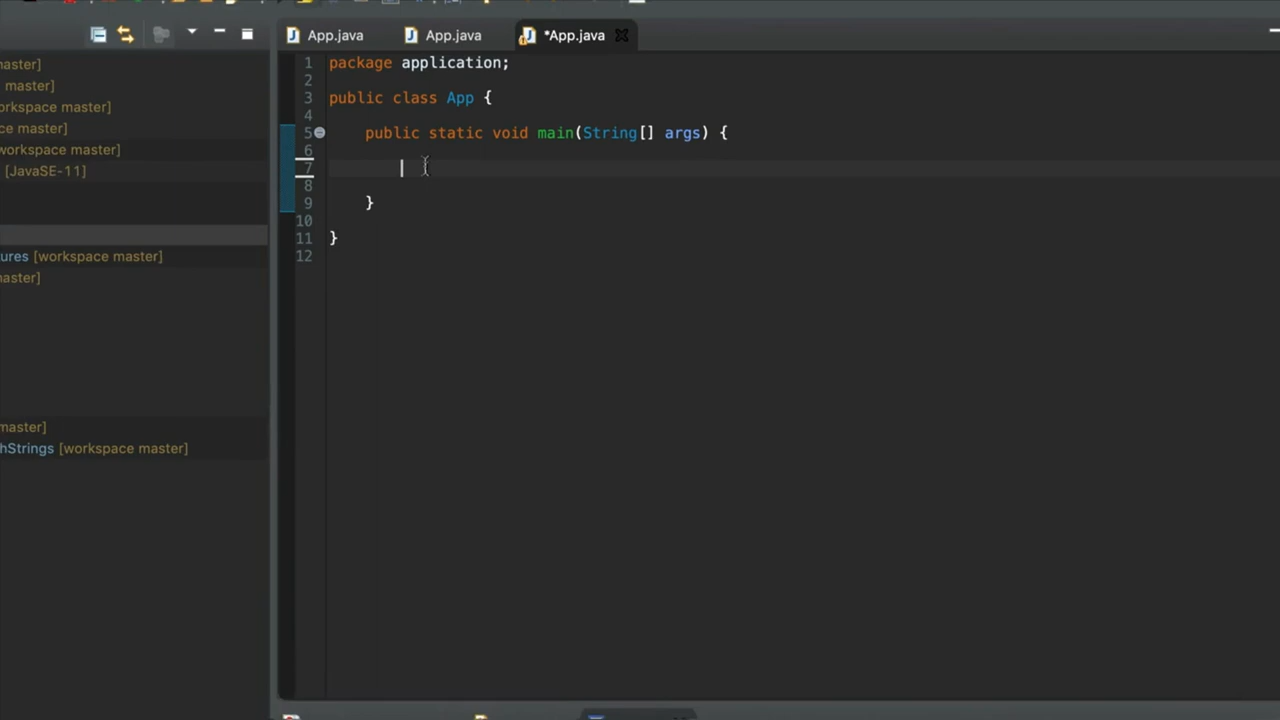 App.java
App.java
*App.java
master]
master]
orkspace master]
ce master]
workspace master]
[JavaSE-11]
ures [workspace master]
master]
master]
hStrings [workspace master]
1 package application;
2
3 public class App {
4
5 public static void main(String[] args) {
6
7
8
9 }
10
11 }
12